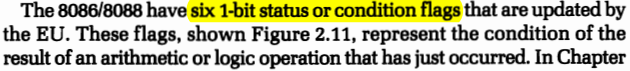 The 8086/8088 have six 1-bit status or condition flags that are updated by
the EU. These flags, shown Figure 2.11, represent the condition of the
result of an arithmetic or logic operation that has just occurred. In Chapter